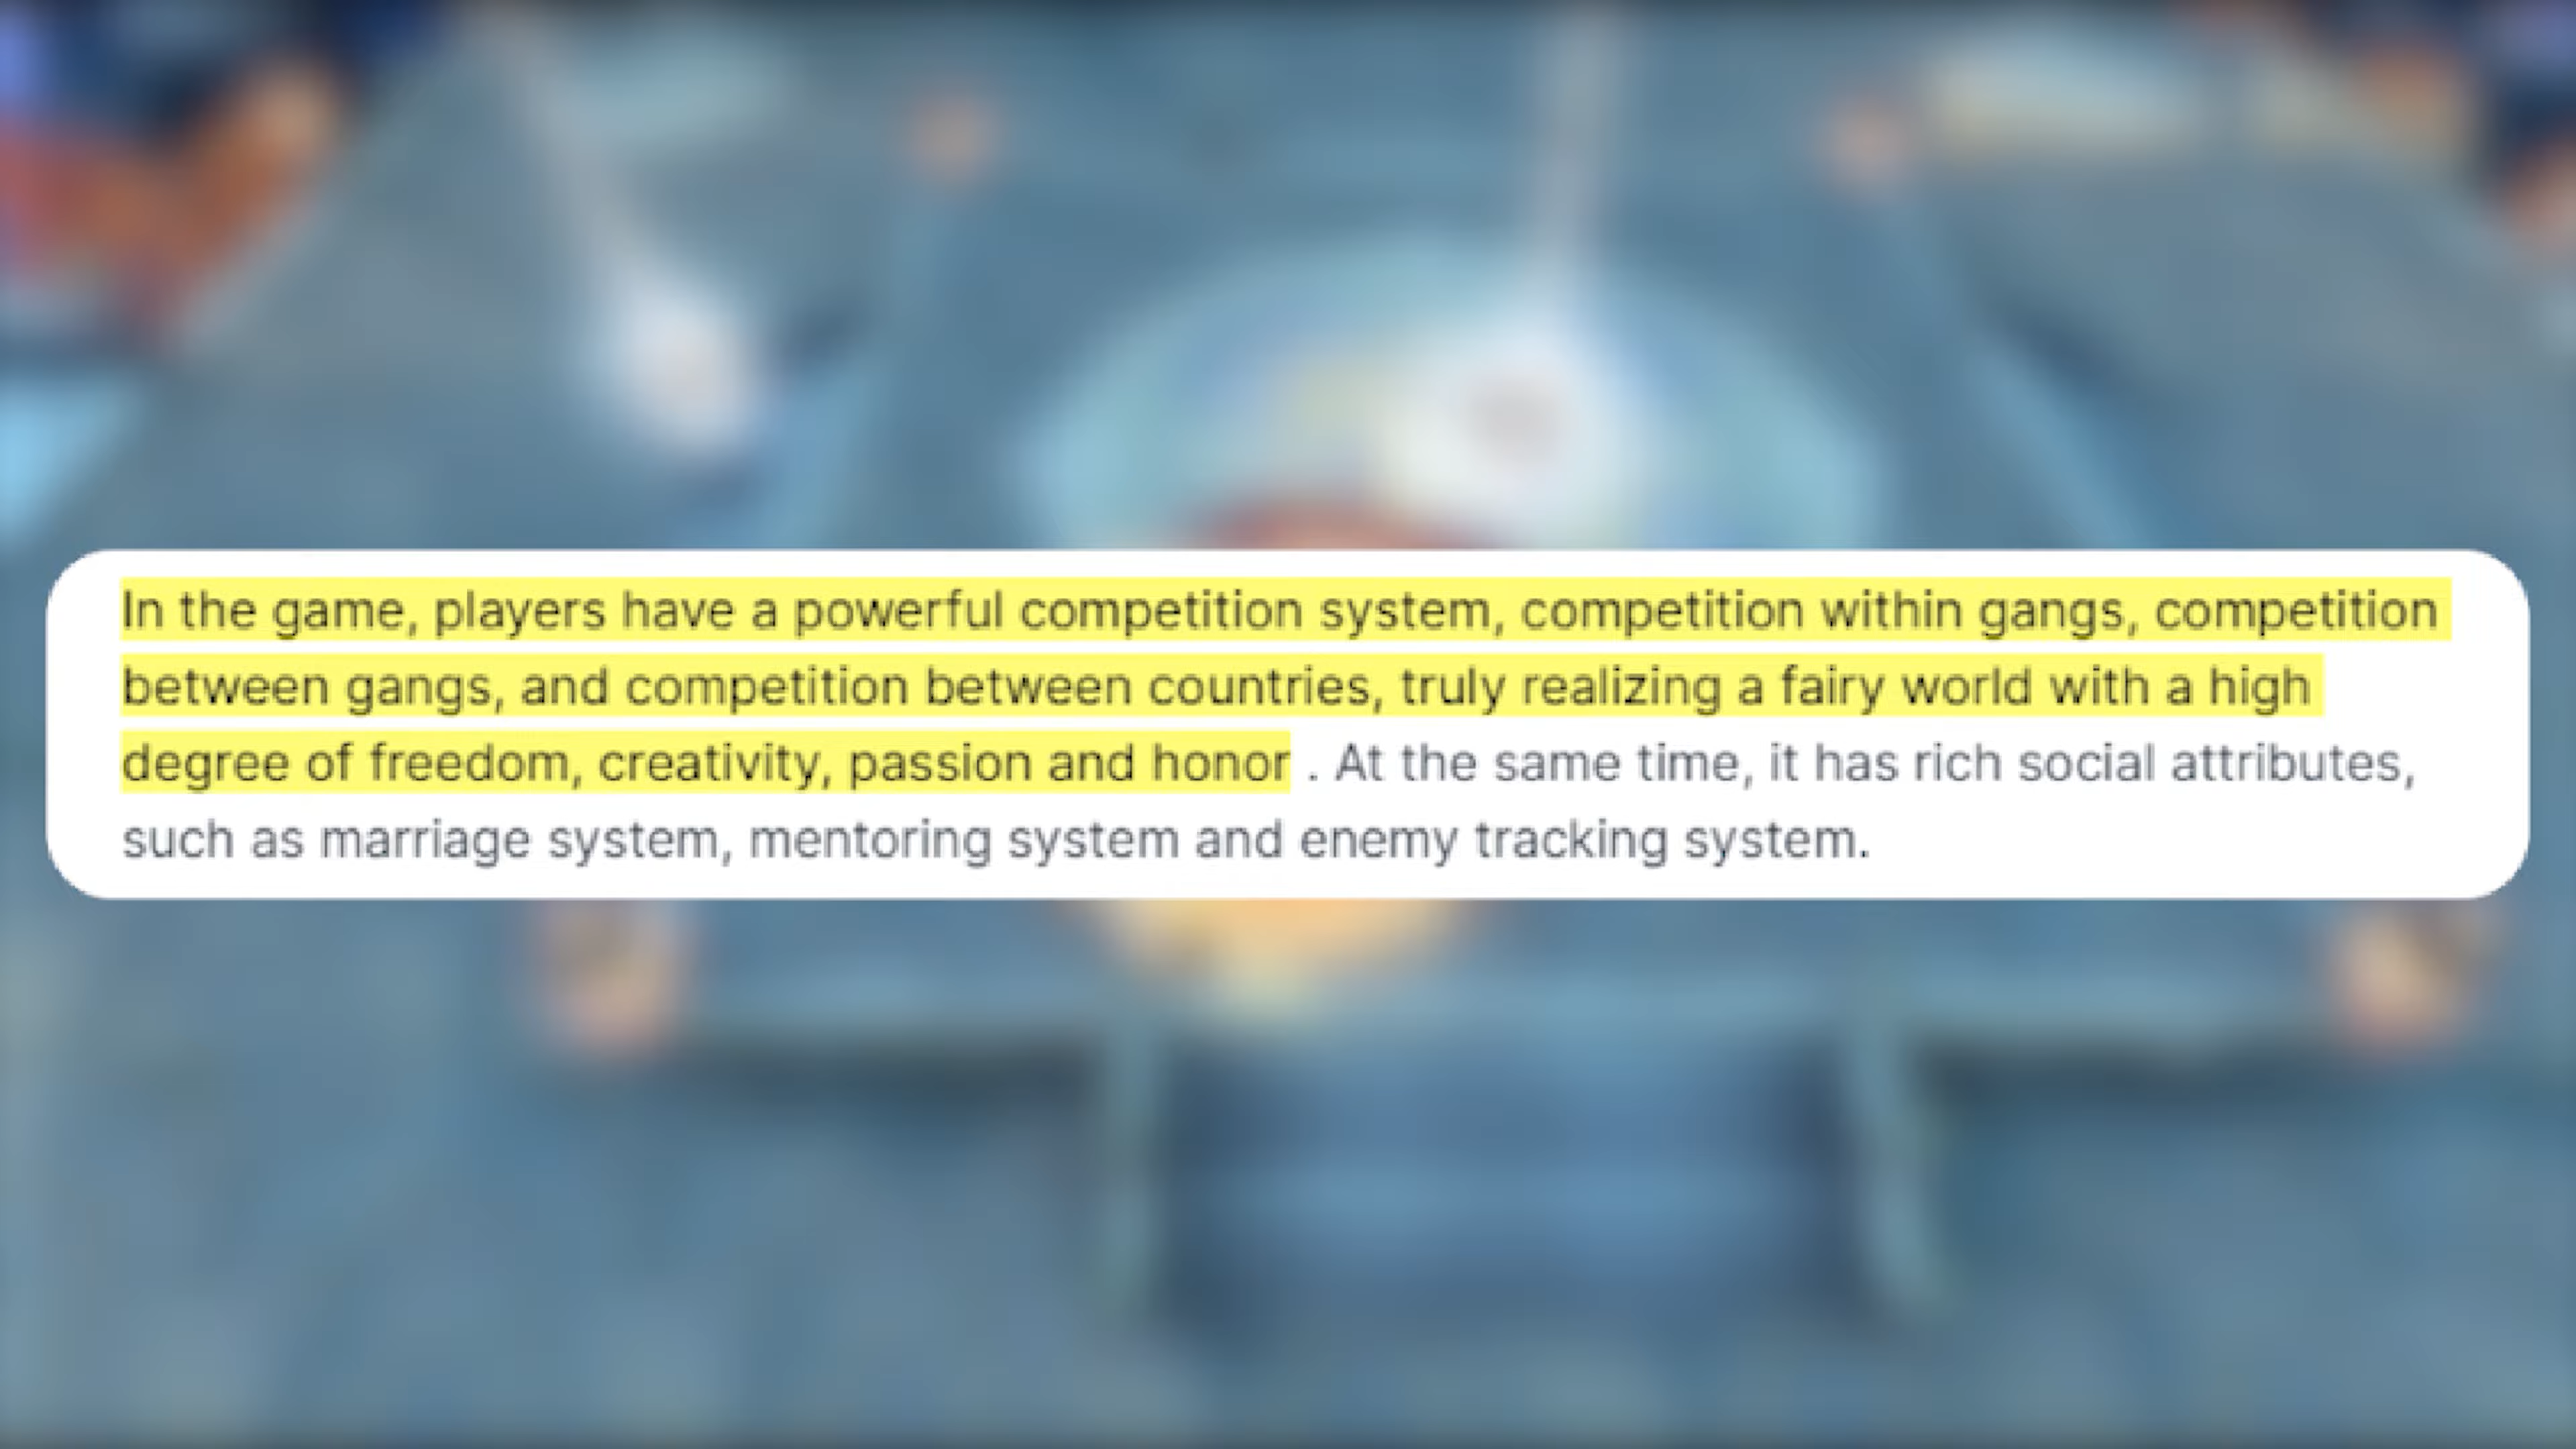 In the game, players have a powerful competition system, competition within gangs, competition
between gangs, and competition between countries, truly realizing a fairy world with a high
degree of freedom, creativity, passion and honor . At the same time, it has rich social attributes,
such as marriage system, mentoring system and enemy tracking system.